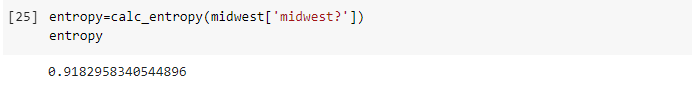 [25] entropy=calc_entropy(midwest['midwest?'])
entropy
0.9182958340544896